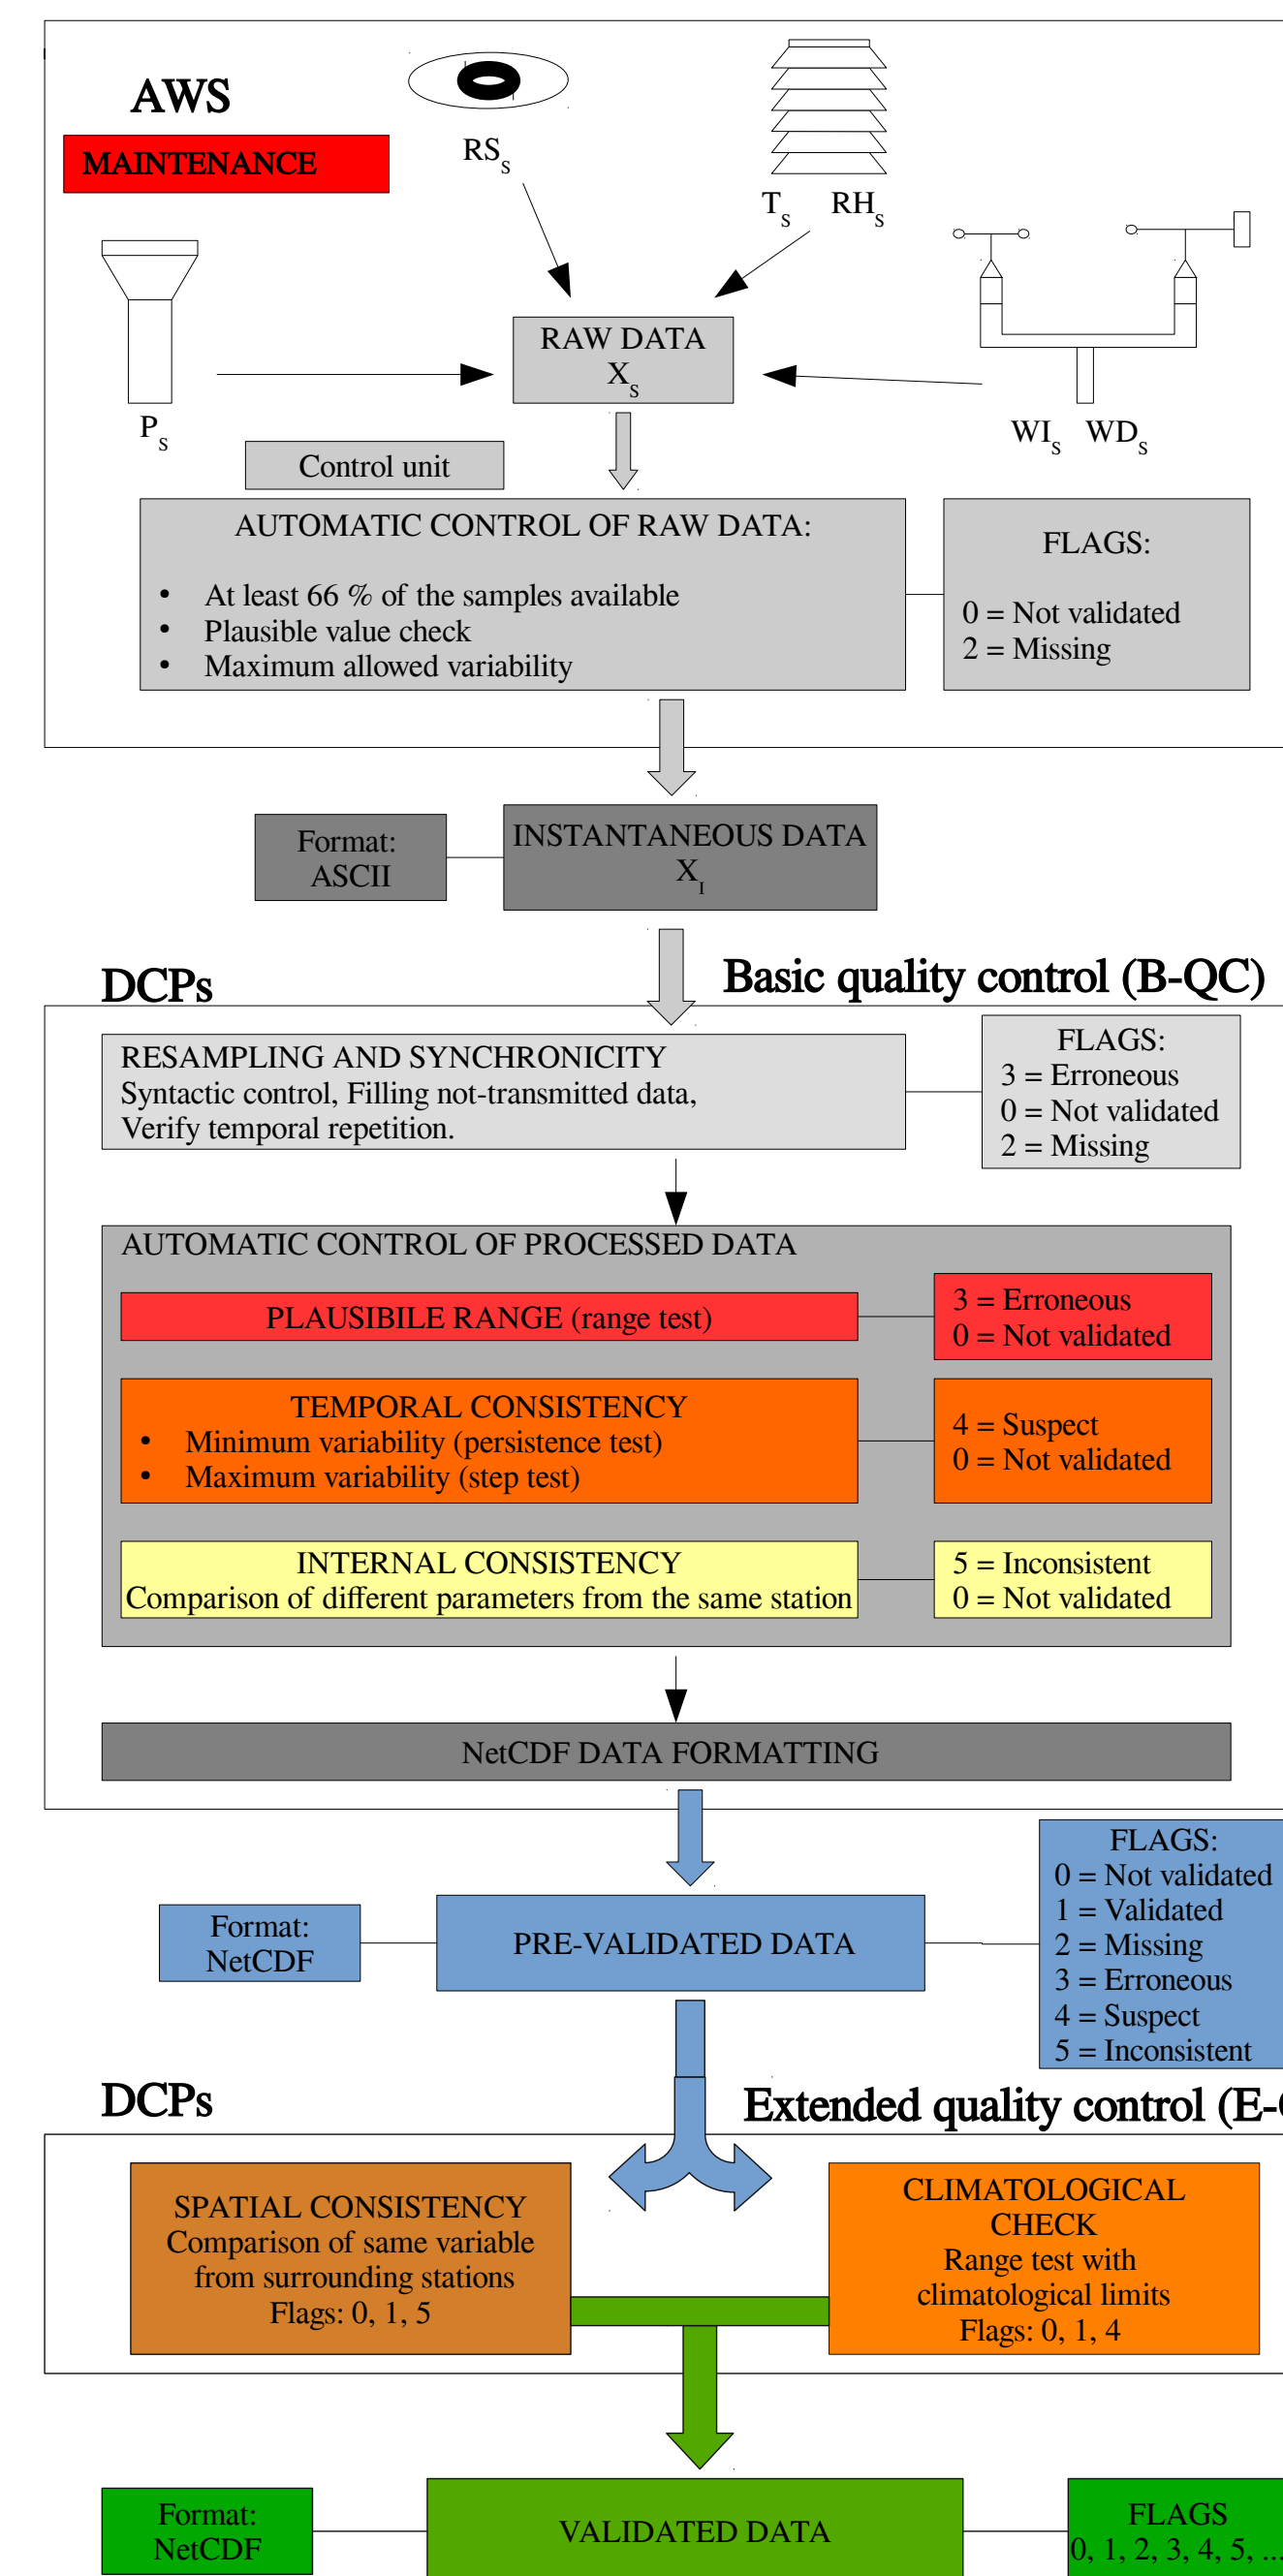 AWS
MAINTENANCE
RS_S
T_S RH_S
RAW DATA
X_S
P_S
WI_S WD_S
Control unit
AUTOMATIC CONTROL OF RAW DATA:
• At least 66 % of the samples available
• Plausible value check
• Maximum allowed variability
FLAGS:
0 = Not validated
2 = Missing
Format:
ASCII
INSTANTANEOUS DATA
X_I
DCPs
Basic quality control (B-QC)
RESAMPLING AND SYNCHRONICITY
Syntactic control, Filling not-transmitted data,
Verify temporal repetition.
FLAGS:
3 = Erroneous
0 = Not validated
2 = Missing
AUTOMATIC CONTROL OF PROCESSED DATA
PLAUSIBILE RANGE (range test)
3 = Erroneous
0 = Not validated
TEMPORAL CONSISTENCY
• Minimum variability (persistence test)
• Maximum variability (step test)
4 = Suspect
0 = Not validated
INTERNAL CONSISTENCY
Comparison of different parameters from the same station
5 = Inconsistent
0 = Not validated
NetCDF DATA FORMATTING
Format:
NetCDF
PRE-VALIDATED DATA
FLAGS:
0 = Not validated
1 = Validated
2 = Missing
3 = Erroneous
4 = Suspect
5 = Inconsistent
DCPs
Extended quality control
SPATIAL CONSISTENCY
Comparison of same variable
from surrounding stations
Flags: 0, 1, 5
CLIMATOLOGICAL
CHECK
Range test with
climatological limits
Flags: 0, 1, 4
Format:
NetCDF
VALIDATED DATA
FLAGS
0, 1, 2, 3, 4, 5, ...